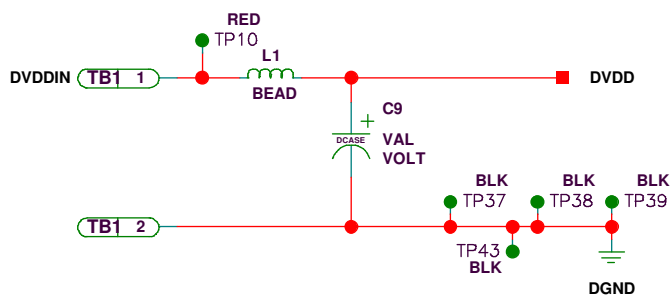 RED
TP10
L1
DVDDIN TB1 1 DVDD
BEAD
C9
+
DCASE VAL
VOLT
BLK BLK BLK
TP37 TP38 TP39
TB1 2
TP43
BLK
DGND